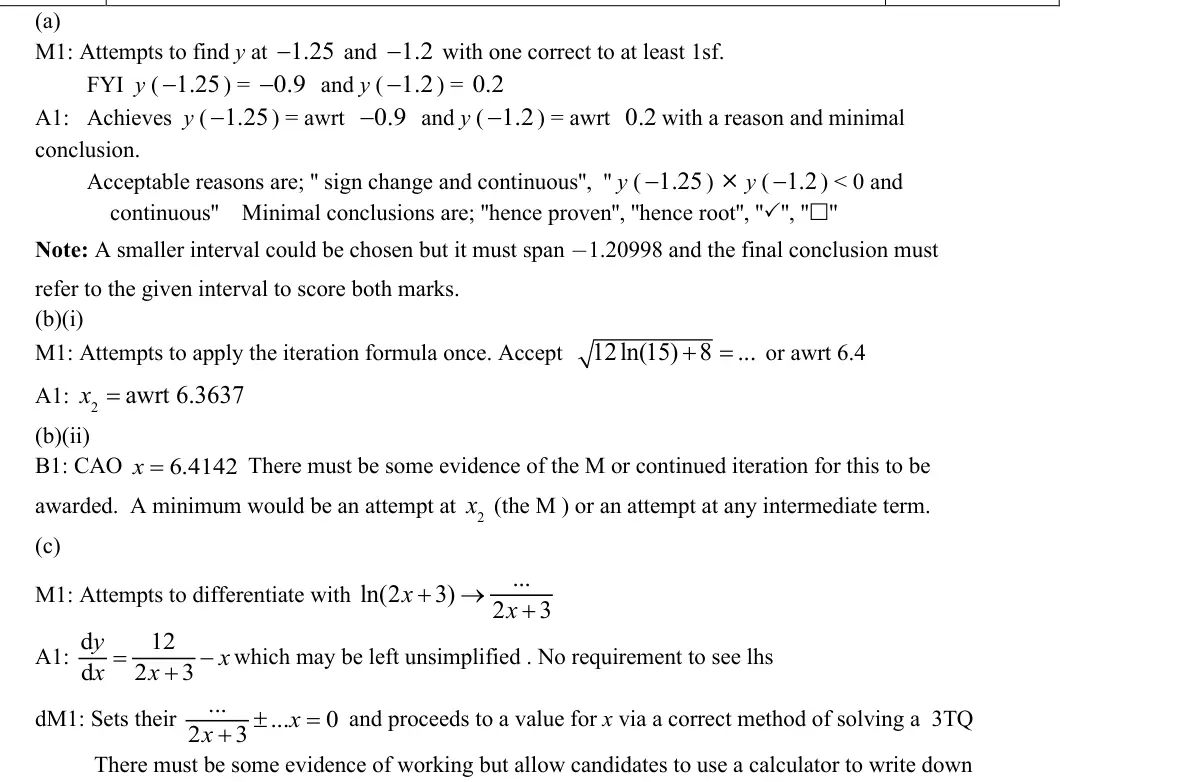 (a)
M1: Attempts to find y at −1.25 and −1.2 with one correct to at least 1sf.
FYI y(−1.25) = −0.9 and y(−1.2) = 0.2
A1: Achieves y(−1.25) = awrt −0.9 and y(−1.2) = awrt 0.2 with a reason and minimal
conclusion.
Acceptable reasons are; " sign change and continuous", " y(−1.25) × y(−1.2) < 0 and
continuous" Minimal conclusions are; "hence proven", "hence root", "✓", "□"
Note: A smaller interval could be chosen but it must span −1.20998 and the final conclusion must
refer to the given interval to score both marks.
(b)(i)
M1: Attempts to apply the iteration formula once. Accept √(12ln(15)+8) = ... or awrt 6.4
A1: x₂ = awrt 6.3637
(b)(ii)
B1: CAO x = 6.4142 There must be some evidence of the M or continued iteration for this to be
awarded. A minimum would be an attempt at x₂ (the M ) or an attempt at any intermediate term.
(c)
M1: Attempts to differentiate with ln(2x+3) → .../(2x+3)
A1: dy/dx = 12/(2x+3) − x which may be left unsimplified . No requirement to see lhs
dM1: Sets their .../(2x+3) ± ...x = 0 and proceeds to a value for x via a correct method of solving a 3TQ
There must be some evidence of working but allow candidates to use a calculator to write down